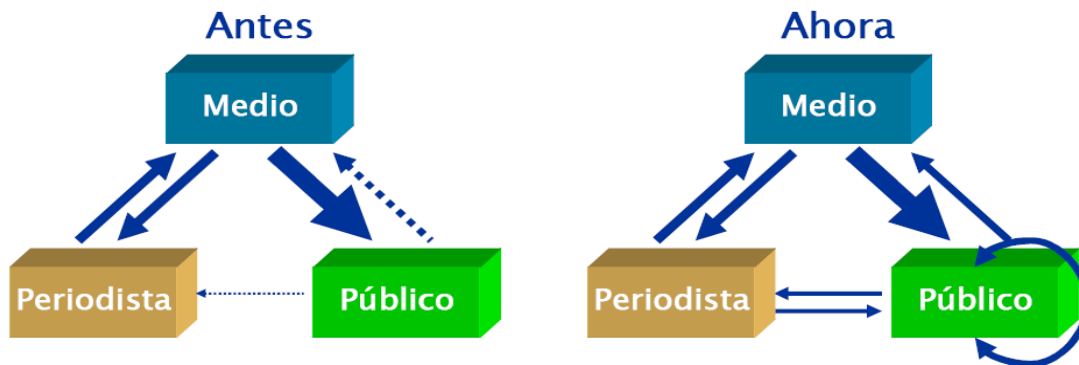 Antes
Medio
Periodista
Público
Ahora
Medio
Periodista
Público